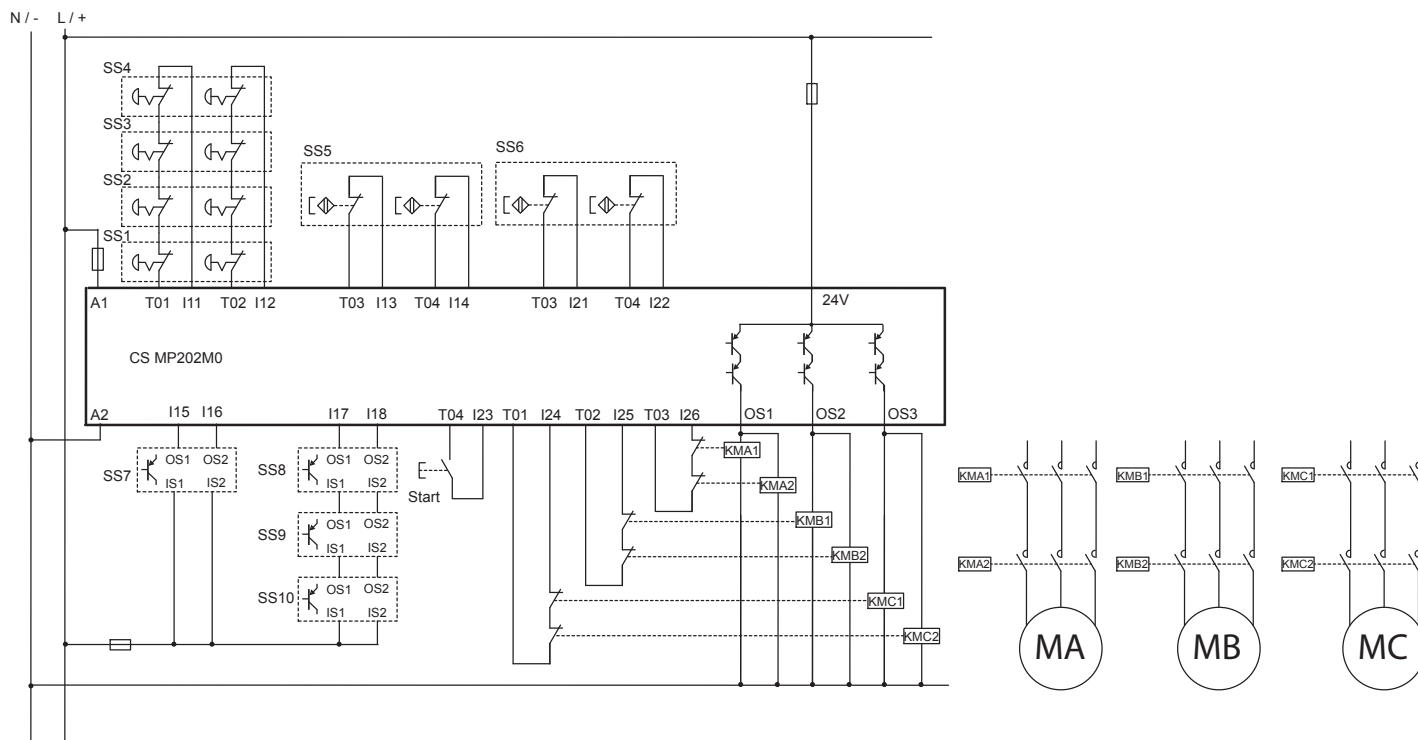 N / - L / +
SS4
SS3
SS2
SS1
SS5
SS6
A1 T01 I11 T02 I12 T03 I13 T04 I14 T03 I21 T04 I22 24V
CS MP202M0
A2 I15 I16 I17 I18 T04 I23 T01 I24 T02 I25 T03 I26 OS1 OS2 OS3
SS7 OS1 OS2
IS1 IS2
SS8 OS1 OS2
IS1 IS2
SS9 OS1 OS2
IS1 IS2
SS10 OS1 OS2
IS1 IS2
Start
KMA1
KMA2
KMB1
KMB2
KMC1
KMC2
KMA1 KMB1 KMC1
KMA2 KMB2 KMC2
MA MB MC